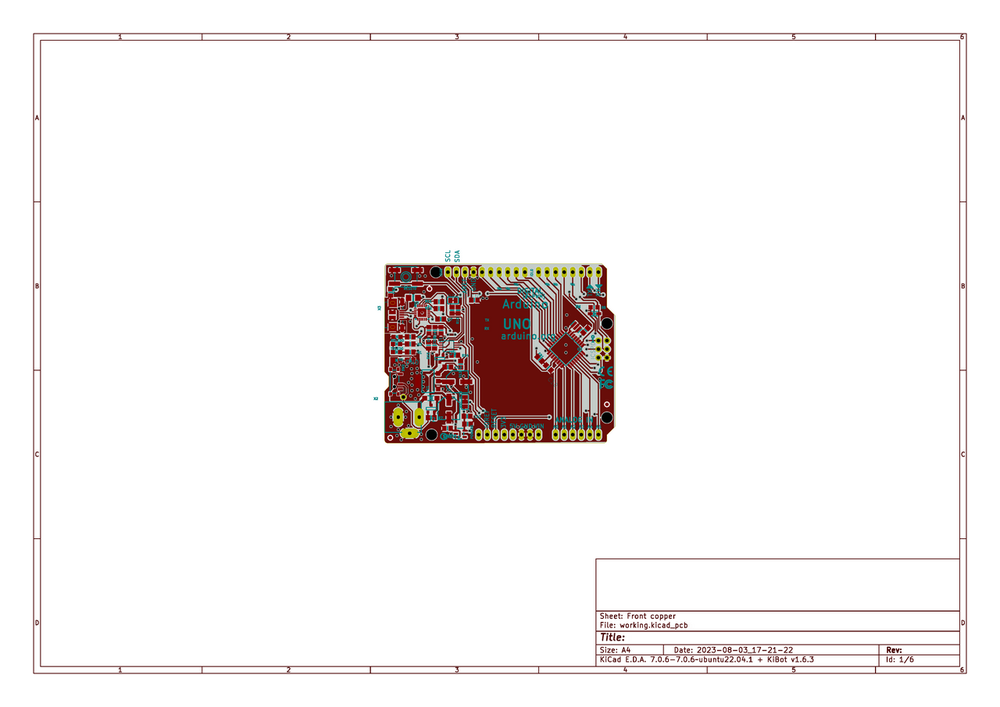 1 2 3 4 5 6
A A
SCL
SDA
B B
Arduino
UNO
C C
D D
Sheet: Front copper
File: working.kicad_pcb
Title:
Size: A4 Date: 2023-08-03_17-21-22 Rev:
KiCad E.D.A. 7.0.6-7.0.6-ubuntu22.04.1 + KiBot v1.6.3 Id: 1/6
1 2 3 4 5 6